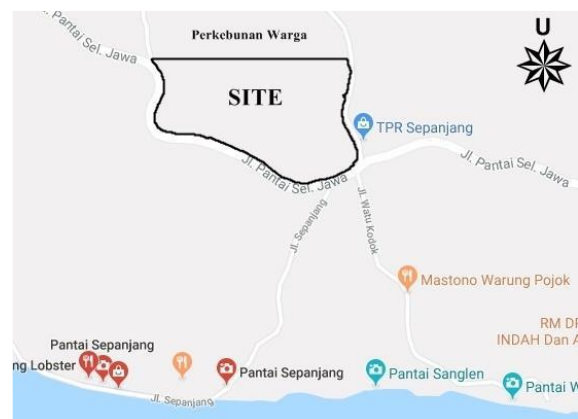 Perkebunan Warga
U
Jl. Pantai Sel. Jawa
SITE
TPR Sepanjang
Jl. Pantai Sel. Jawa
Jl. Pantai Sel. Jawa
Jl. Sepanjang
Jl. Watu Kodok
Mastono Warung Pojok
RM DR
INDAH Dan A
Pantai Sepanjang
ng Lobster
Pantai Sepanjang
Pantai Sanglen
Pantai W
Jl. Sepanjang